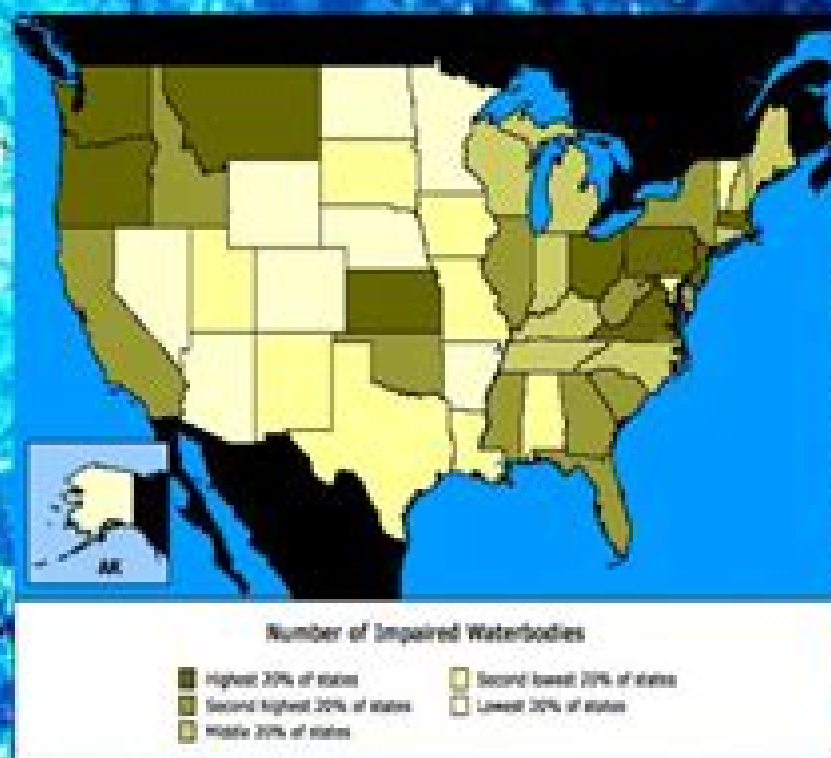 AK
Number of Impaired Waterbodies
Highest 20% of states
Second highest 20% of states
Middle 20% of states
Second lowest 20% of states
Lowest 20% of states